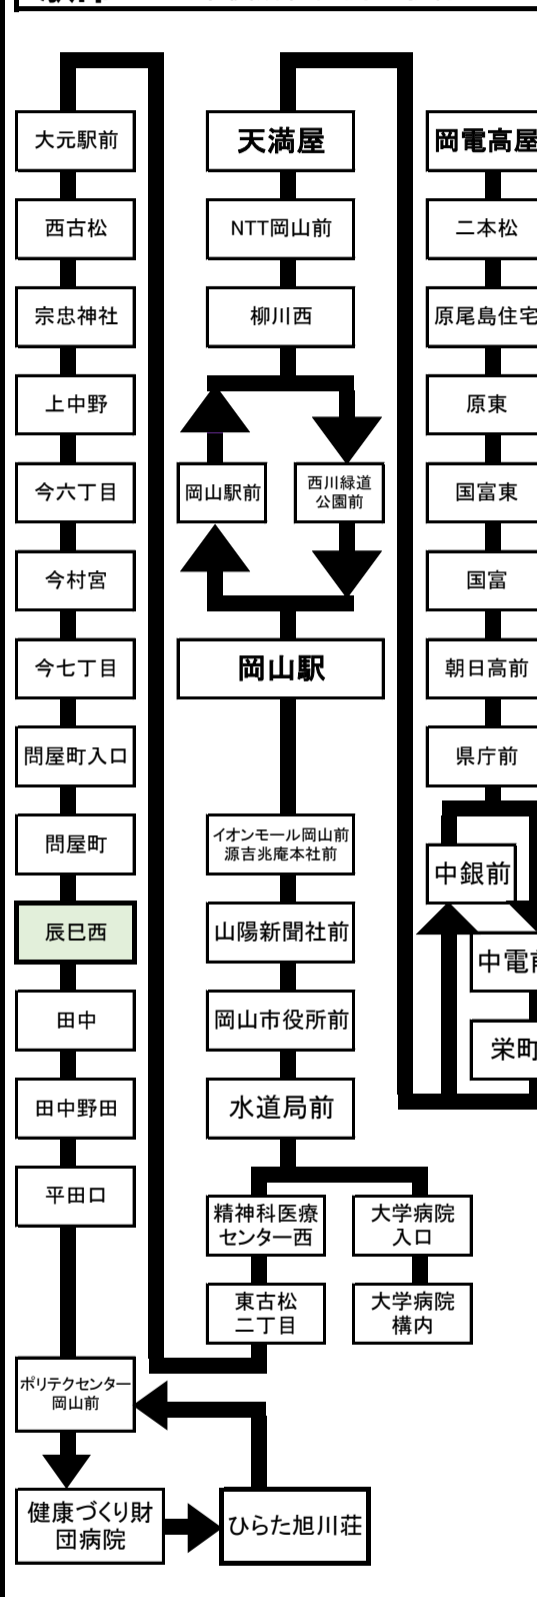 大元駅前
西古松
宗忠神社
上中野
今六丁目
今村宮
今七丁目
問屋町入口
問屋町
辰巳西
田中
田中野田
平田口
ポリテクセンター
岡山前
健康づくり財
団病院
ひらた旭川荘
天満屋
NTT岡山前
柳川西
岡山駅前
西川緑道
公園前
岡山駅
イオンモール岡山前
源吉兆庵本社前
山陽新聞社前
岡山市役所前
水道局前
精神科医療
センター西
東古松
二丁目
大学病院
入口
大学病院
構内
岡電高屋
二本松
原尾島住宅
原東
国富東
国富
朝日高前
県庁前
中銀前
中電前
栄町